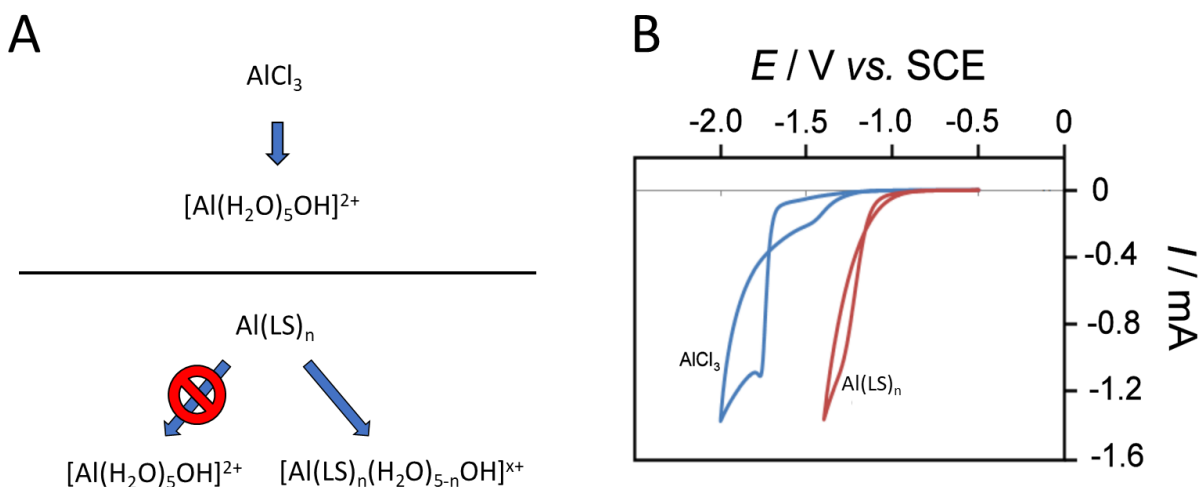 A
AlCl₃
[Al(H₂O)₅OH]²⁺
Al(LS)ₙ
[Al(H₂O)₅OH]²⁺ [Al(LS)ₙ(H₂O)₅₋ₙOH]ˣ⁺
B
E / V vs. SCE
-2.0 -1.5 -1.0 -0.5 0
0
-0.4
-0.8
-1.2
-1.6
I / mA
AlCl₃
Al(LS)ₙ